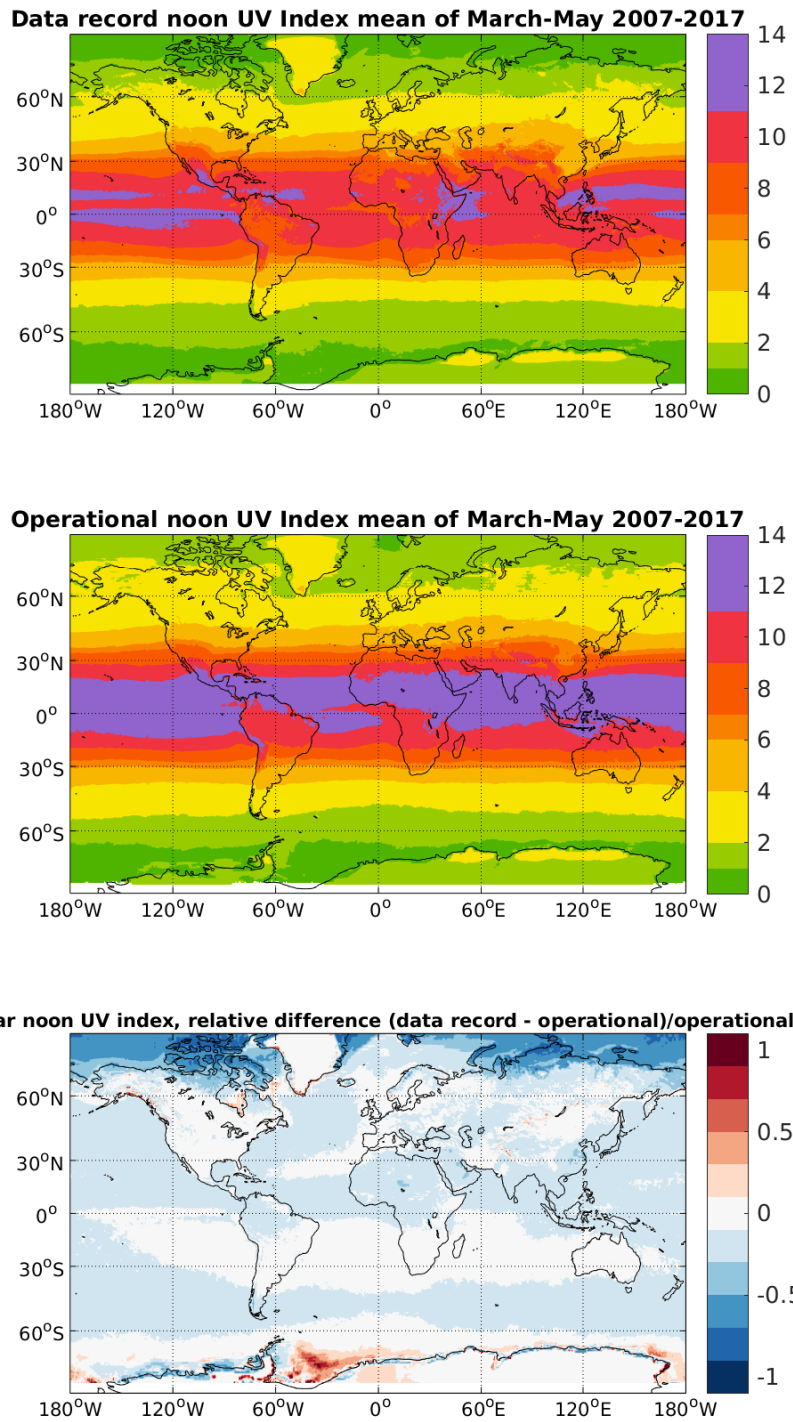 Data record noon UV Index mean of March-May 2007-2017
14
12
10
8
6
4
2
0
60°N
30°N
0°
30°S
60°S
180°W 120°W 60°W 0° 60°E 120°E 180°W
Operational noon UV Index mean of March-May 2007-2017
14
12
10
8
6
4
2
0
60°N
30°N
0°
30°S
60°S
180°W 120°W 60°W 0° 60°E 120°E 180°W
noon UV index, relative difference (data record - operational)/operational
1
0.5
0
-0.5
-1
60°N
30°N
0°
30°S
60°S
180°W 120°W 60°W 0° 60°E 120°E 180°W